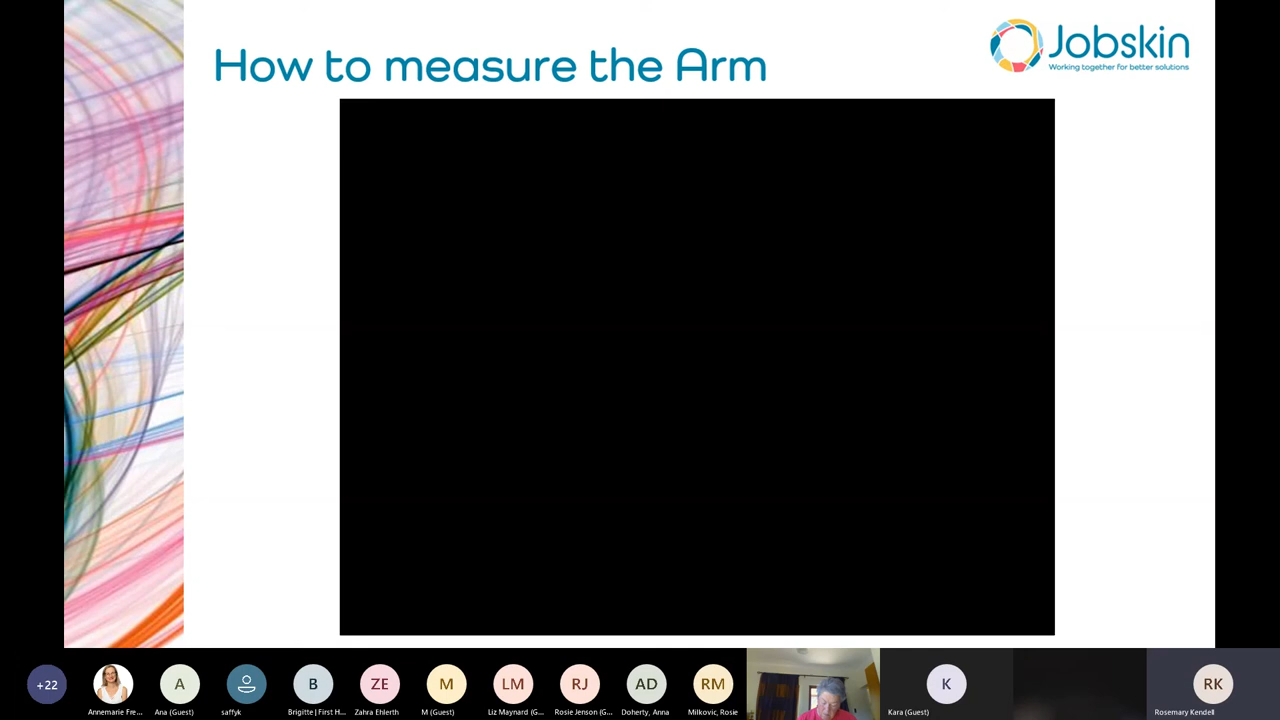 How to measure the Arm
Jobskin
Working together for better solutions
+22
A
B
ZE
M
LM
RJ
AD
RM
K
RK
Annemarie Fre...
Ana (Guest)
saffyk
Brigitte | First H...
Zahra Ehlerth
M (Guest)
Liz Maynard (G...
Rosie Jenson (G...
Doherty, Anna
Milkovic, Rosie
Kara (Guest)
Rosemary Kendell